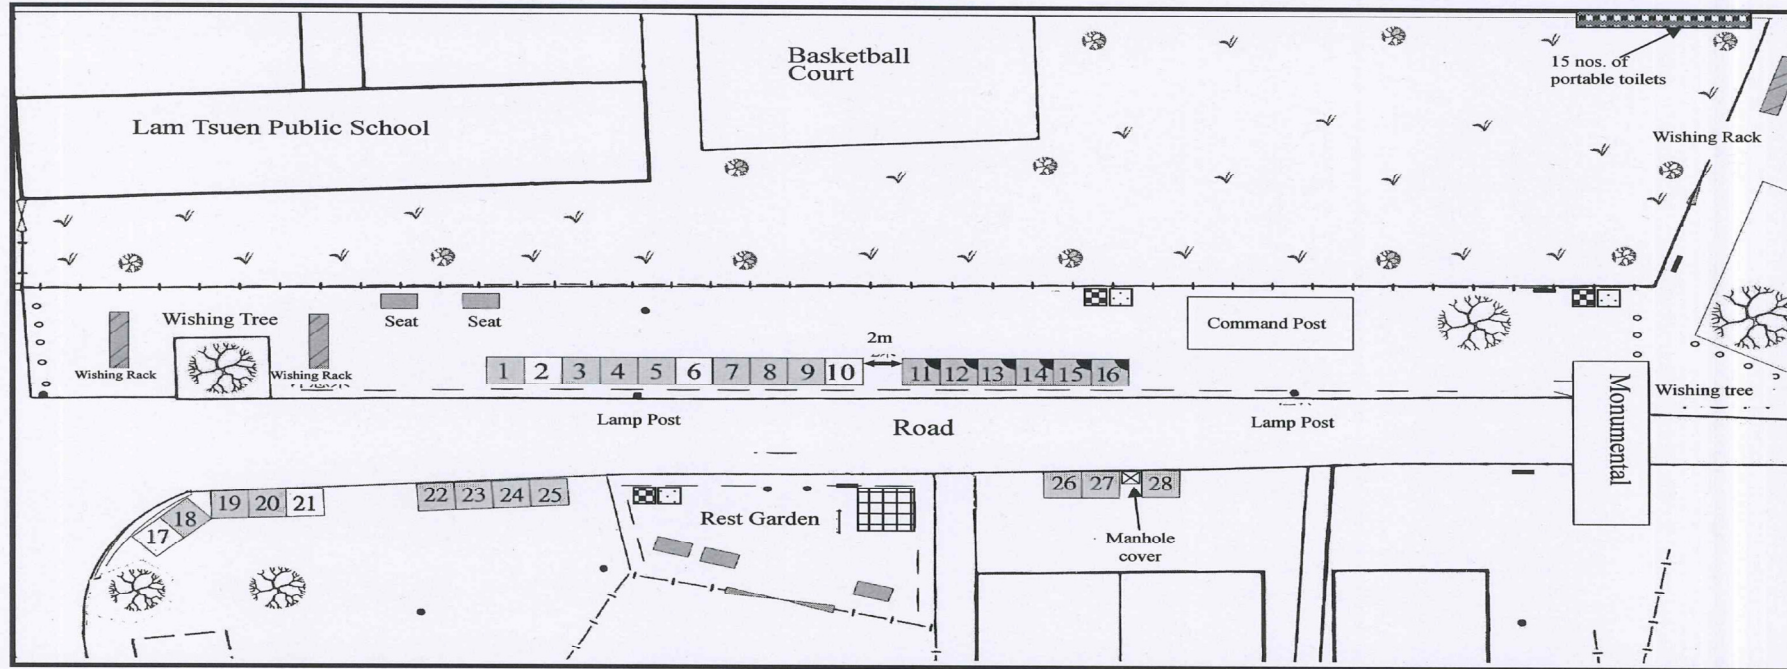 Basketball
Court
15 nos. of
portable toilets
Lam Tsuen Public School
Wishing Rack
Wishing Tree
Seat
Seat
Command Post
2m
Wishing Rack
Wishing Rack
1 2 3 4 5 6 7 8 9 10
11 12 13 14 15 16
Monumental
Wishing tree
Lamp Post
Road
Lamp Post
26 27 28
22 23 24 25
19 20 21
18
17
Rest Garden
Manhole
cover